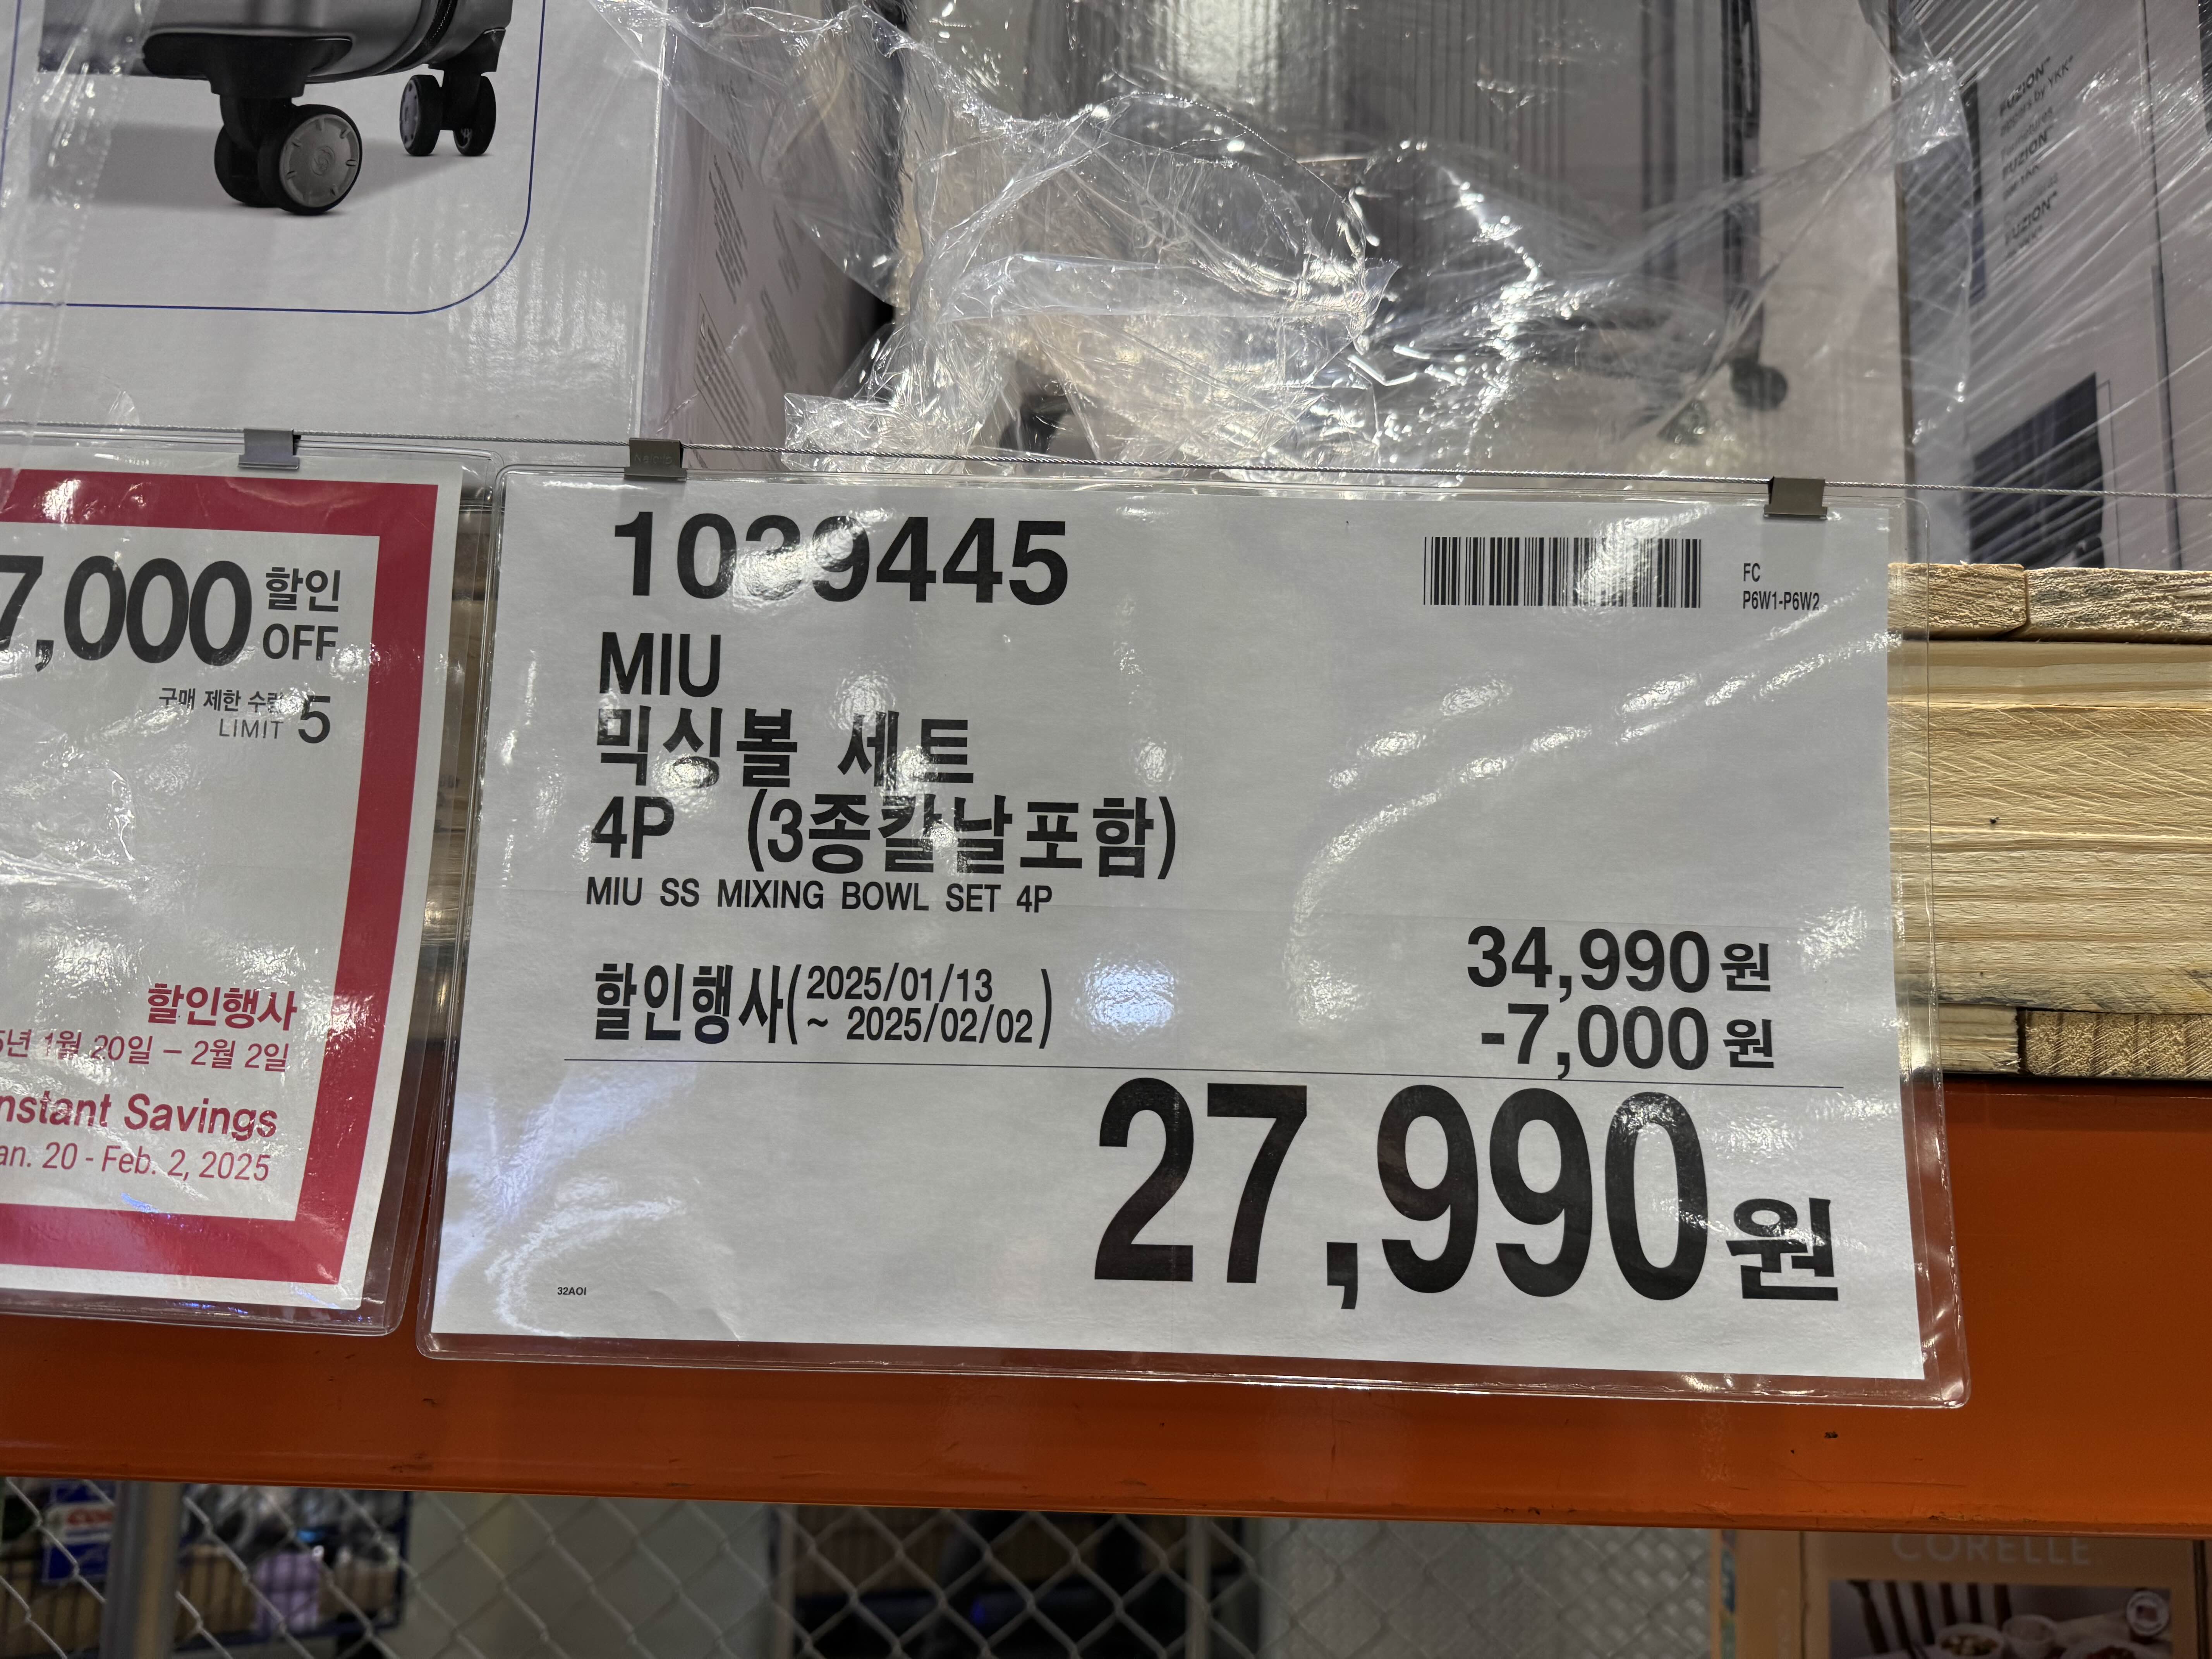 7,000 할인
OFF
구매 제한 수량
LIMIT 5
할인행사
5년 1월 20일 – 2월 2일
nstant Savings
an. 20 - Feb. 2, 2025
1039445
FC
P6W1-P6W2
MIU
믹싱볼 세트
4P (3종칼날포함)
MIU SS MIXING BOWL SET 4P
34,990원
할인행사(2025/01/13
~ 2025/02/02)
-7,000원
27,990원
32AOI
CORELLE